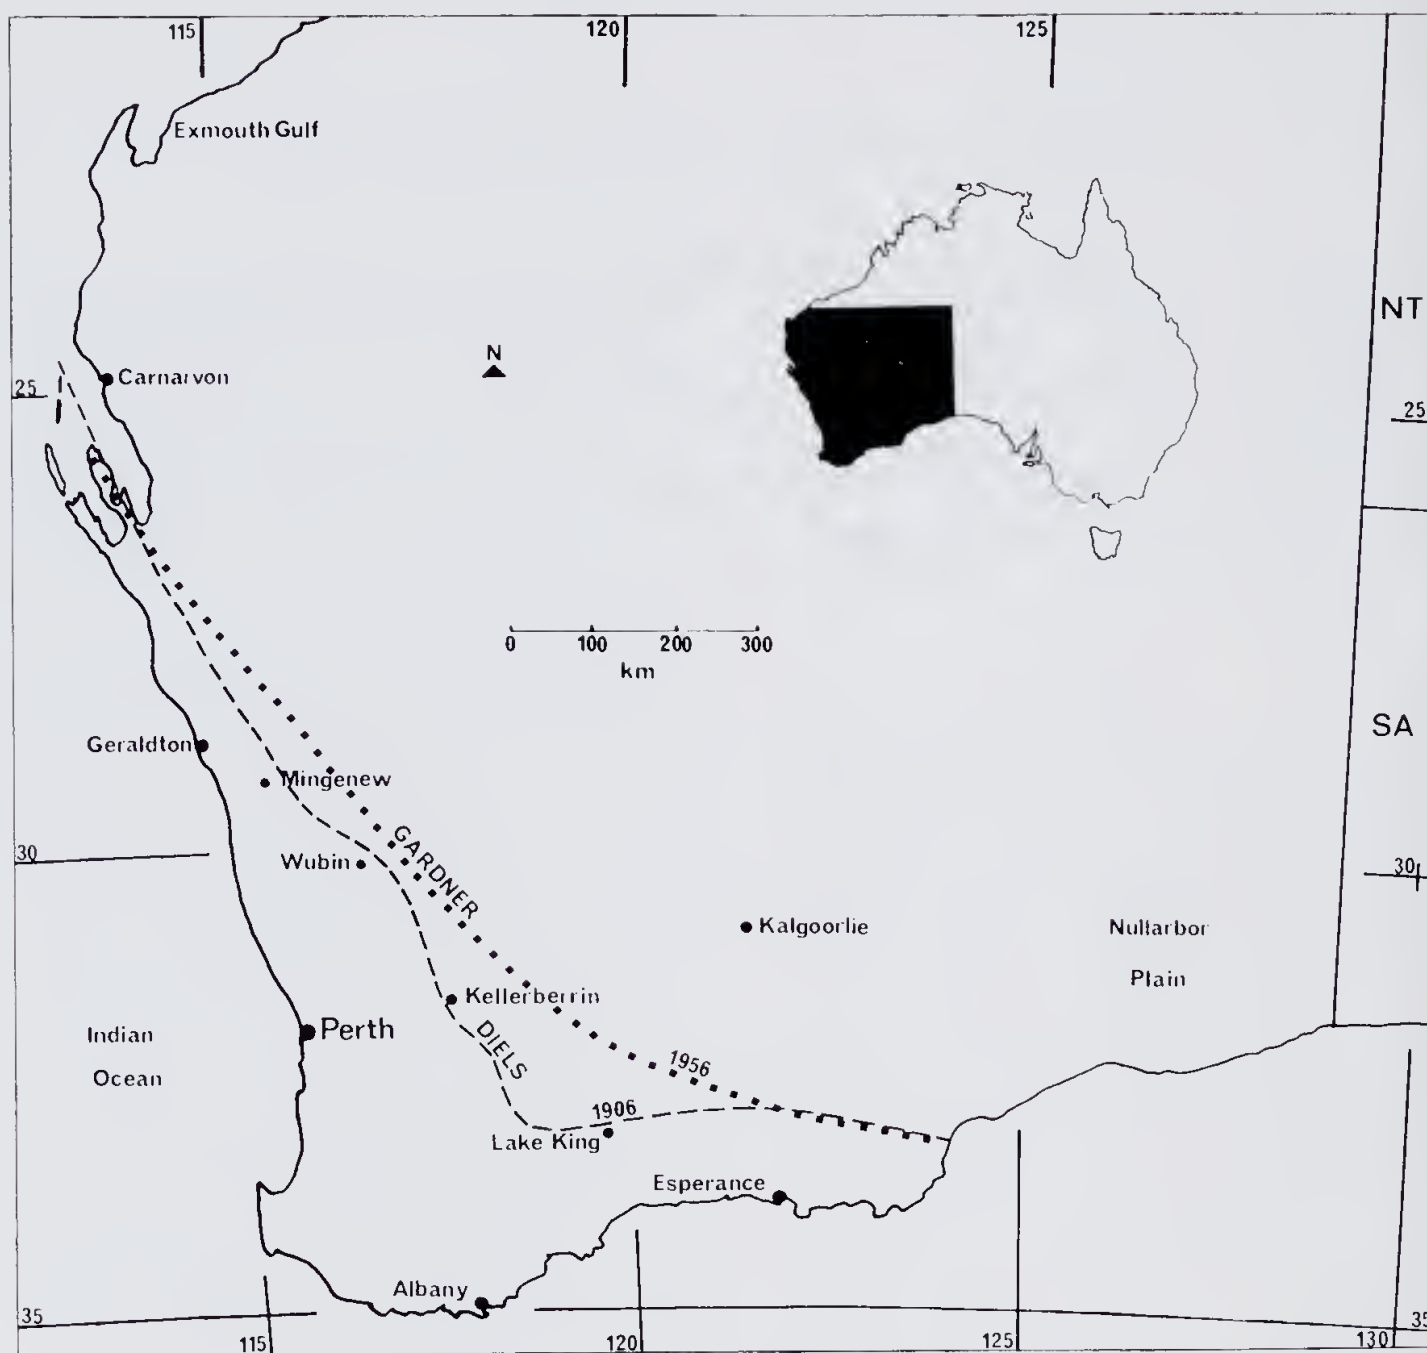 115
120
125
Exmouth Gulf
NT
N
Carnarvon
25
25
0 100 200 300
km
SA
Geraldton
Mingenew
GARDNER
30
Wubin
30
Kalgoorlie
Nullarbor
Plain
Kellerberrin
Perth
Indian
Ocean
DIELS
1956
1906
Lake King
Esperance
Albany
35
35
115
120
125
130